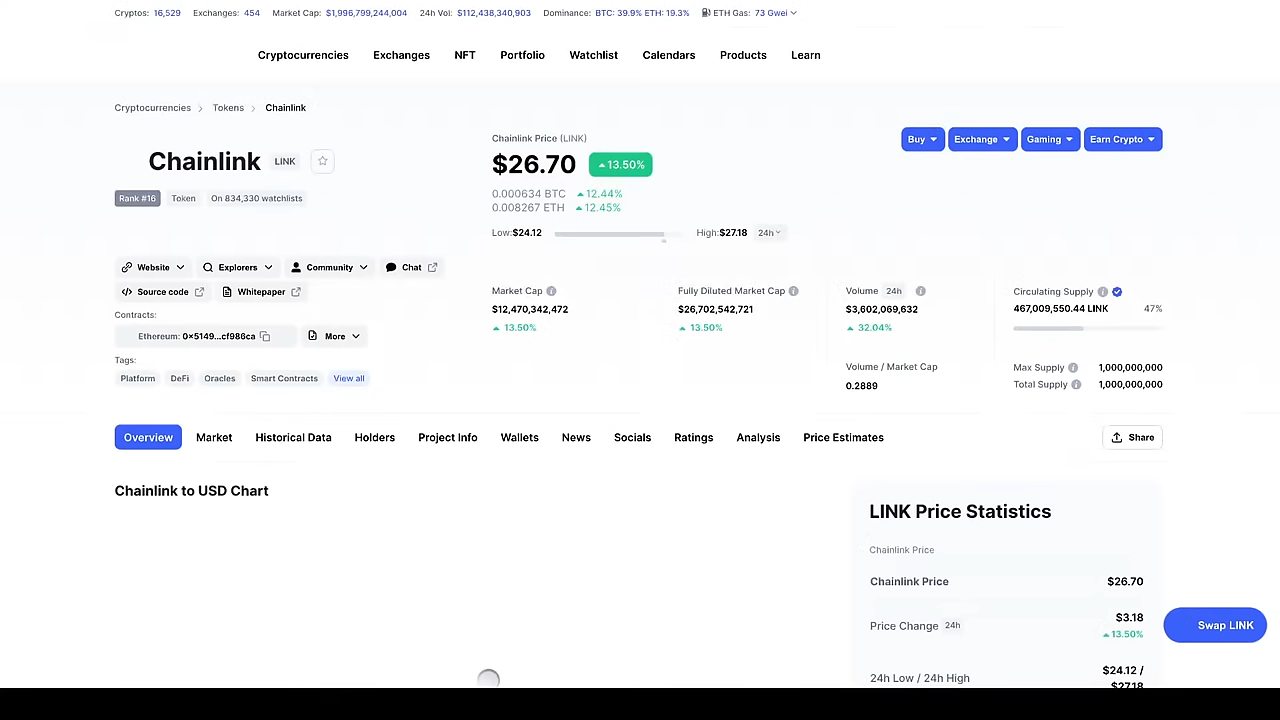 Cryptos: 16,529 Exchanges: 454 Market Cap: $1,996,799,244,004 24h Vol: $112,438,340,903 Dominance: BTC: 39.9% ETH: 19.3% ETH Gas: 73 Gwei
Cryptocurrencies Exchanges NFT Portfolio Watchlist Calendars Products Learn
Cryptocurrencies Tokens Chainlink
Chainlink LINK
Rank #16 Token On 834,330 watchlists
Chainlink Price (LINK)
$26.70 13.50%
0.000634 BTC 12.44%
0.008267 ETH 12.45%
Low:$24.12 High:$27.18 24h
Buy Exchange Gaming Earn Crypto
Website Explorers Community Chat
Source code Whitepaper
Contracts:
Ethereum: 0x5149...cf986ca More
Tags:
Platform DeFi Oracles Smart Contracts View all
Market Cap
$12,470,342,472
13.50%
Fully Diluted Market Cap
$26,702,542,721
13.50%
Volume 24h
$3,602,069,632
32.04%
Volume / Market Cap
0.2889
Circulating Supply
467,009,550.44 LINK 47%
Max Supply 1,000,000,000
Total Supply 1,000,000,000
Overview Market Historical Data Holders Project Info Wallets News Socials Ratings Analysis Price Estimates Share
Chainlink to USD Chart
LINK Price Statistics
Chainlink Price
Chainlink Price $26.70
Price Change 24h $3.18
13.50%
24h Low / 24h High $24.12 /
$27.18
Swap LINK